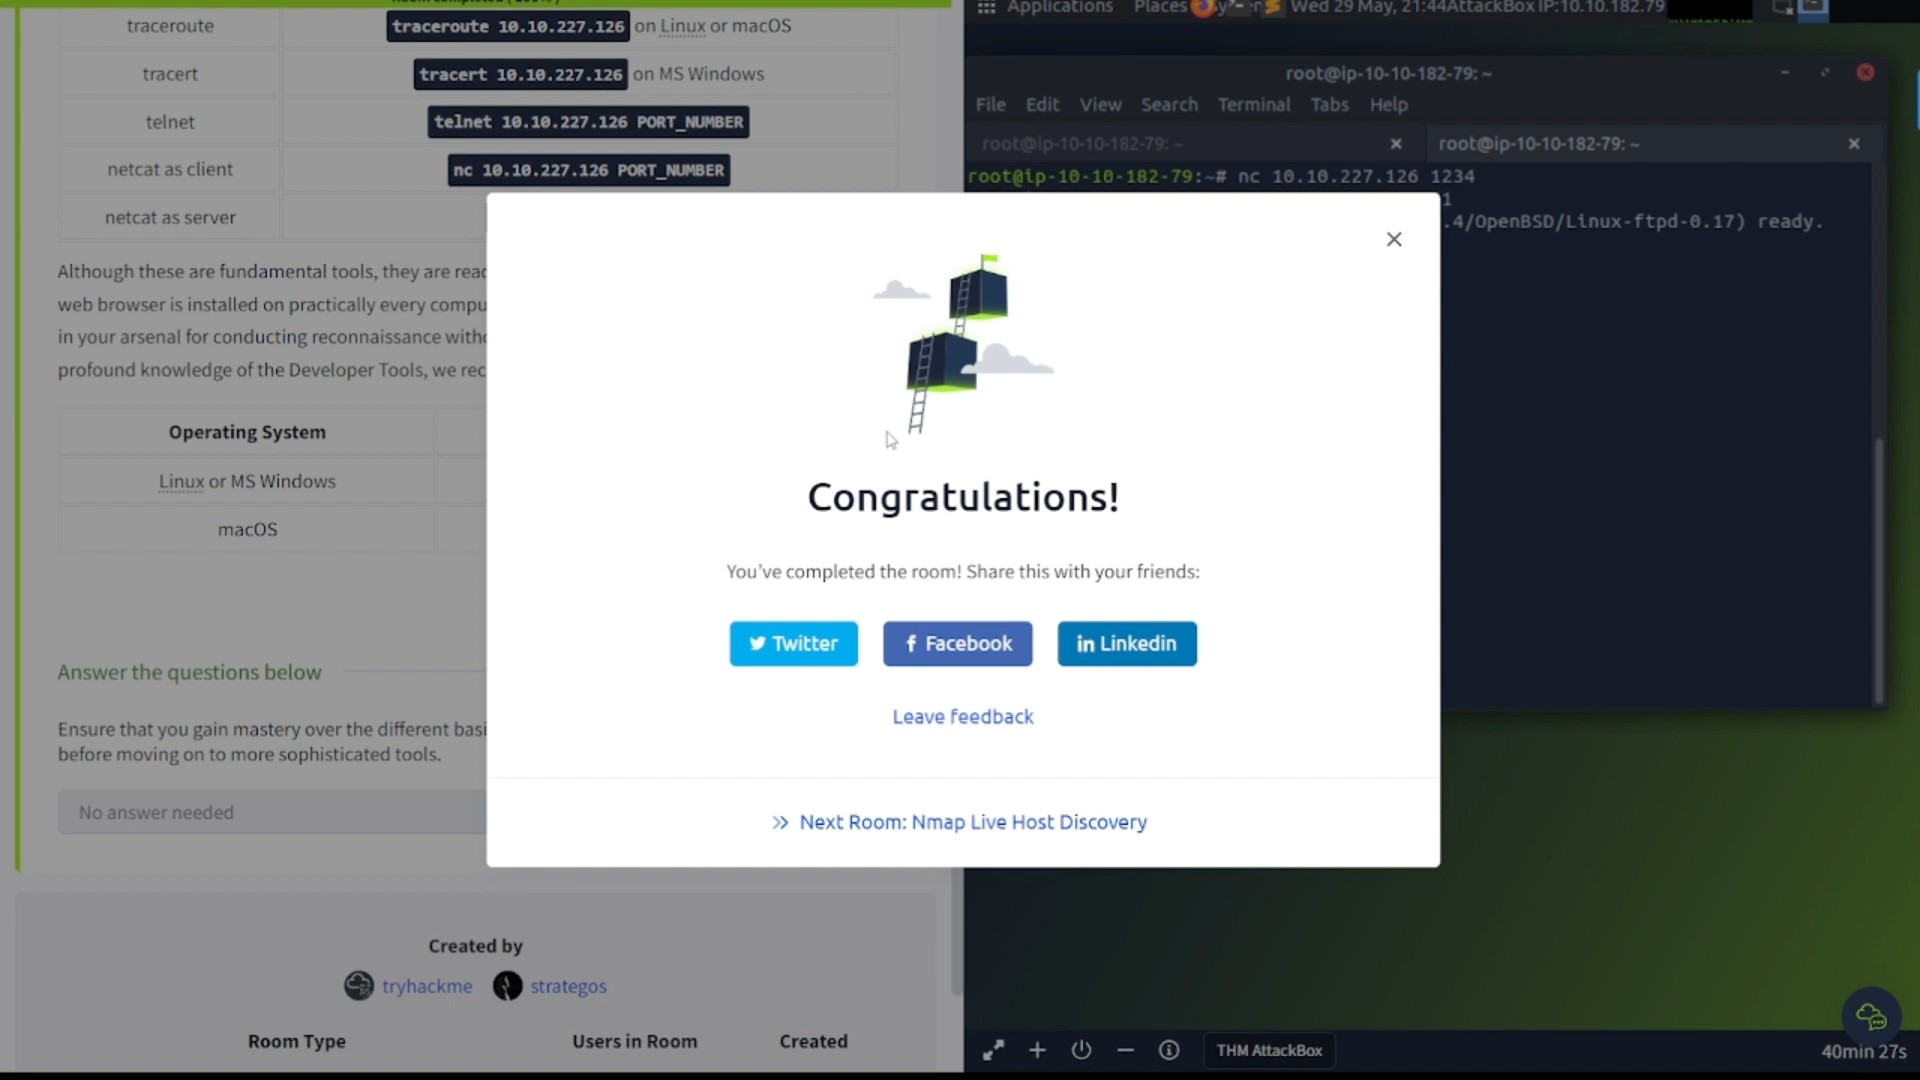 Applications Places Wed 29 May, 21:44 AttackBox IP:10.10.182.79
traceroute
traceroute 10.10.227.126 on Linux or macOS
tracert
tracert 10.10.227.126 on MS Windows
telnet
telnet 10.10.227.126 PORT_NUMBER
netcat as client
nc 10.10.227.126 PORT_NUMBER
netcat as server
Although these are fundamental tools, they are
web browser is installed on practically every
in your arsenal for conducting reconnaissance
profound knowledge of the Developer Tools, we
Operating System
Linux or MS Windows
macOS
Answer the questions below
Ensure that you gain mastery over the different
before moving on to more sophisticated tools.
No answer needed
Created by
tryhackme strategos
Room Type Users in Room Created
Congratulations!
You've completed the room! Share this with your friends:
Twitter Facebook Linkedin
Leave feedback
Next Room: Nmap Live Host Discovery
root@ip-10-10-182-79: ~
File Edit View Search Terminal Tabs Help
root@ip-10-10-182-79: ~ root@ip-10-10-182-79: ~
root@ip-10-10-182-79:~# nc 10.10.227.126 1234
1
.4/OpenBSD/Linux-ftpd-0.17) ready.
THM AttackBox
40min 27s